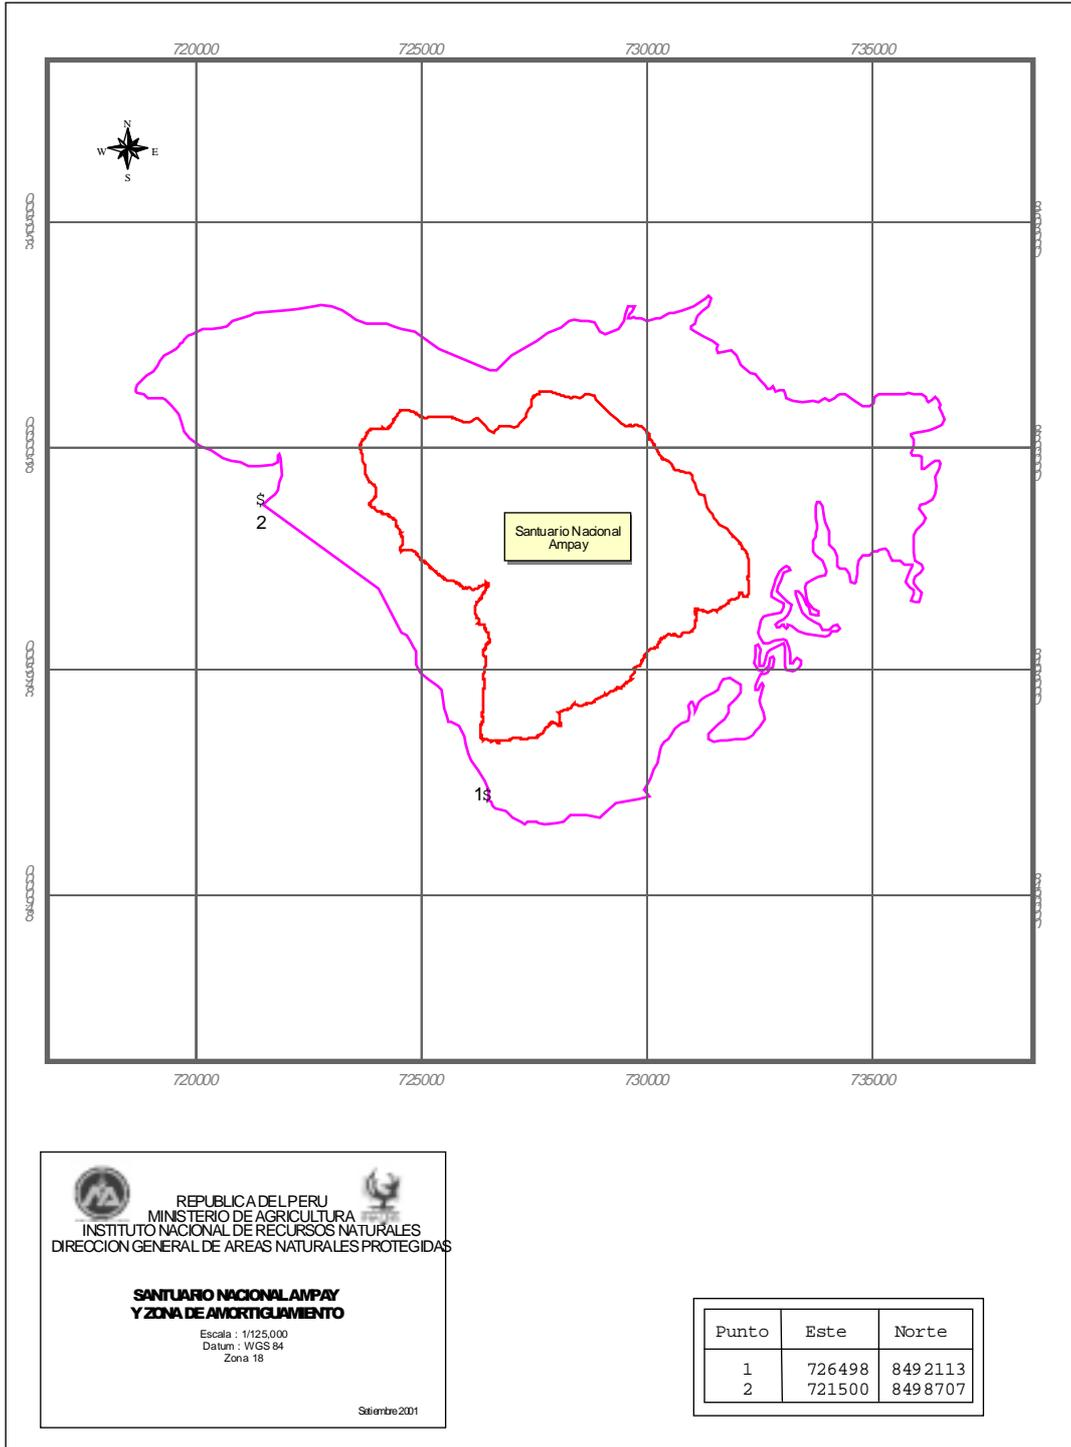 720000 725000 730000 735000
N
W E
S
$
2
Santuario Nacional
Ampay
1$
720000 725000 730000 735000
REPUBLICA DEL PERU
MINISTERIO DE AGRICULTURA
INSTITUTO NACIONAL DE RECURSOS NATURALES
DIRECCION GENERAL DE AREAS NATURALES PROTEGIDAS
SANTUARIO NACIONAL AMPAY
Y ZONA DE AMORTIGUAMIENTO
Escala : 1/125,000
Datum : WGS 84
Zona 18
Setiembre 2001
Punto Este Norte
1 726498 8492113
2 721500 8498707